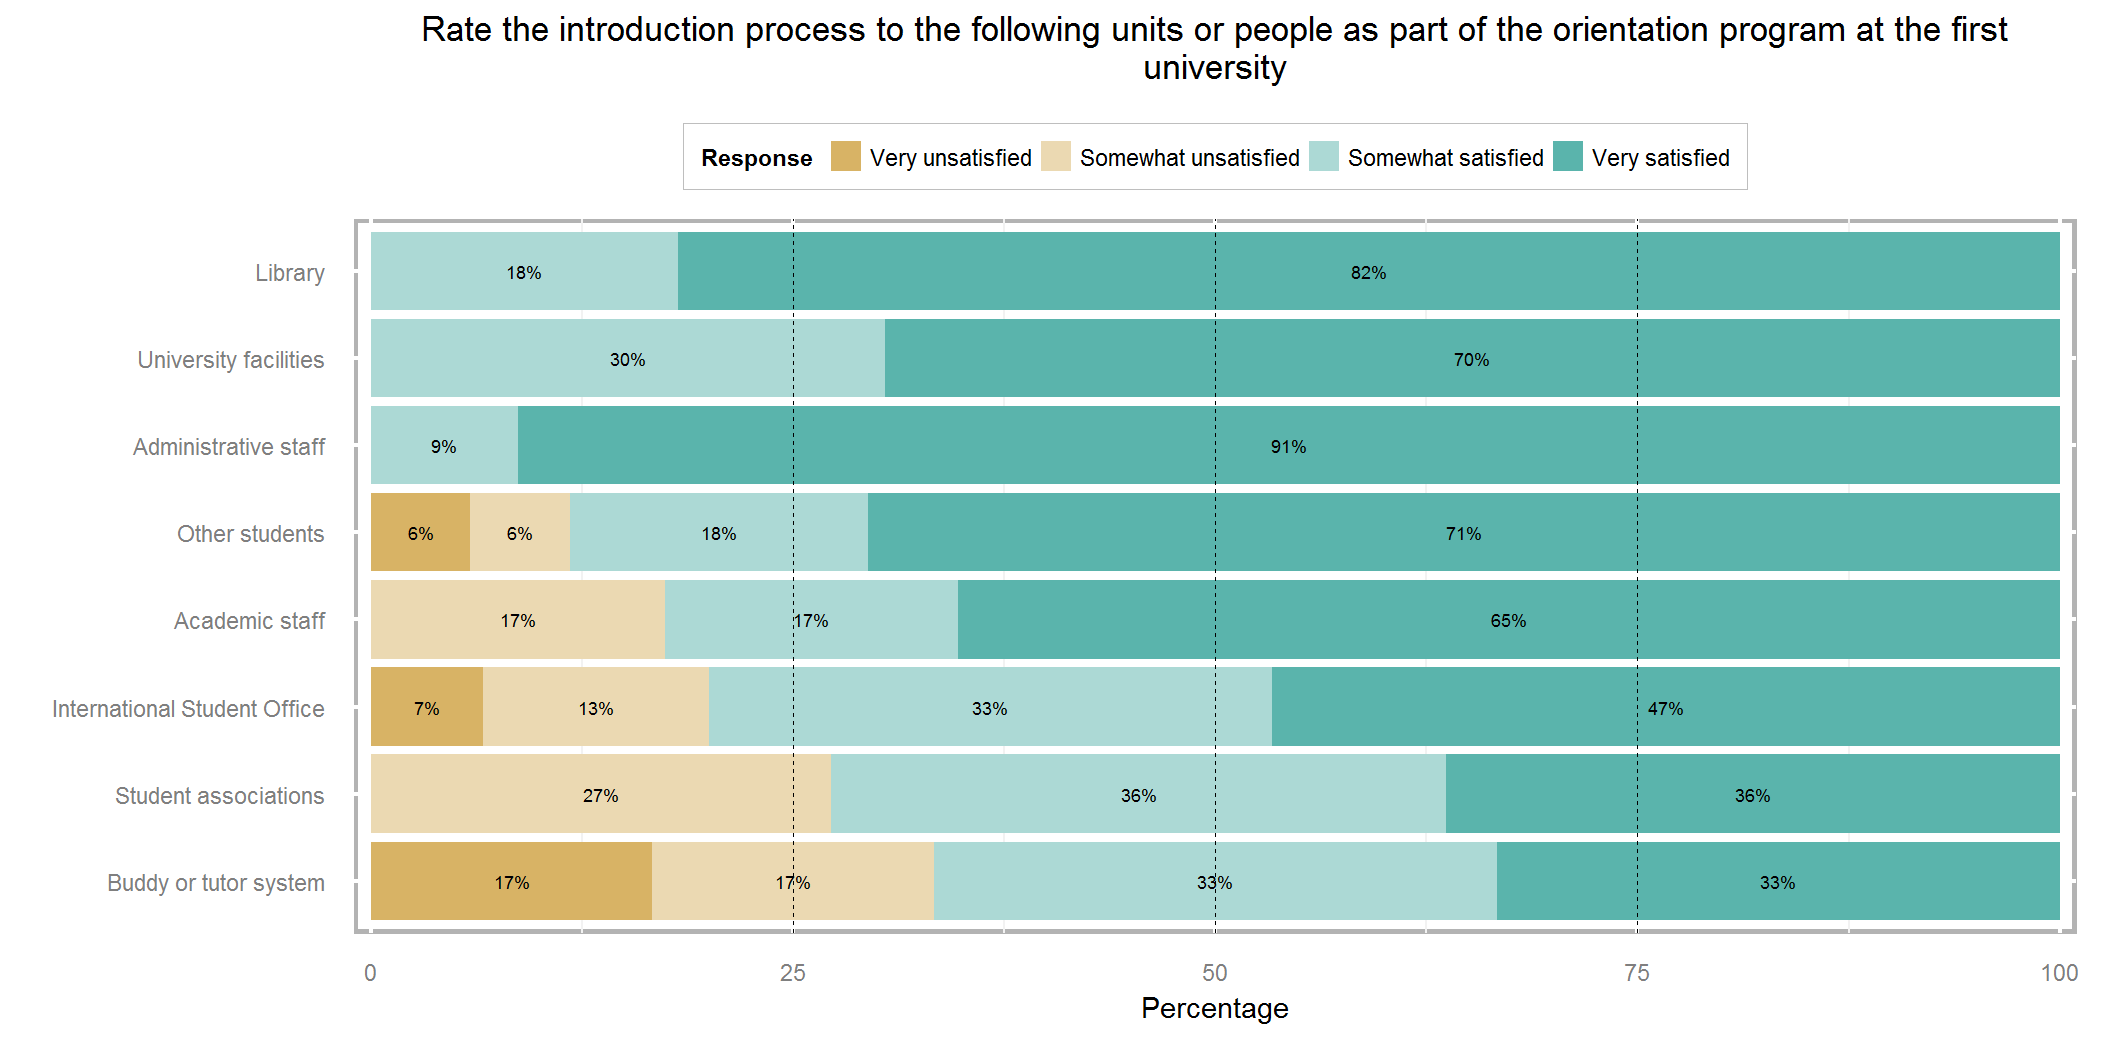 Rate the introduction process to the following units or people as part of the orientation program at the first
university
Response Very unsatisfied Somewhat unsatisfied Somewhat satisfied Very satisfied
Library 18% 82%
University facilities 30% 70%
Administrative staff 9% 91%
Other students 6% 6% 18% 71%
Academic staff 17% 17% 65%
International Student Office 7% 13% 33% 47%
Student associations 27% 36% 36%
Buddy or tutor system 17% 17% 33% 33%
0 25 50 75 100
Percentage